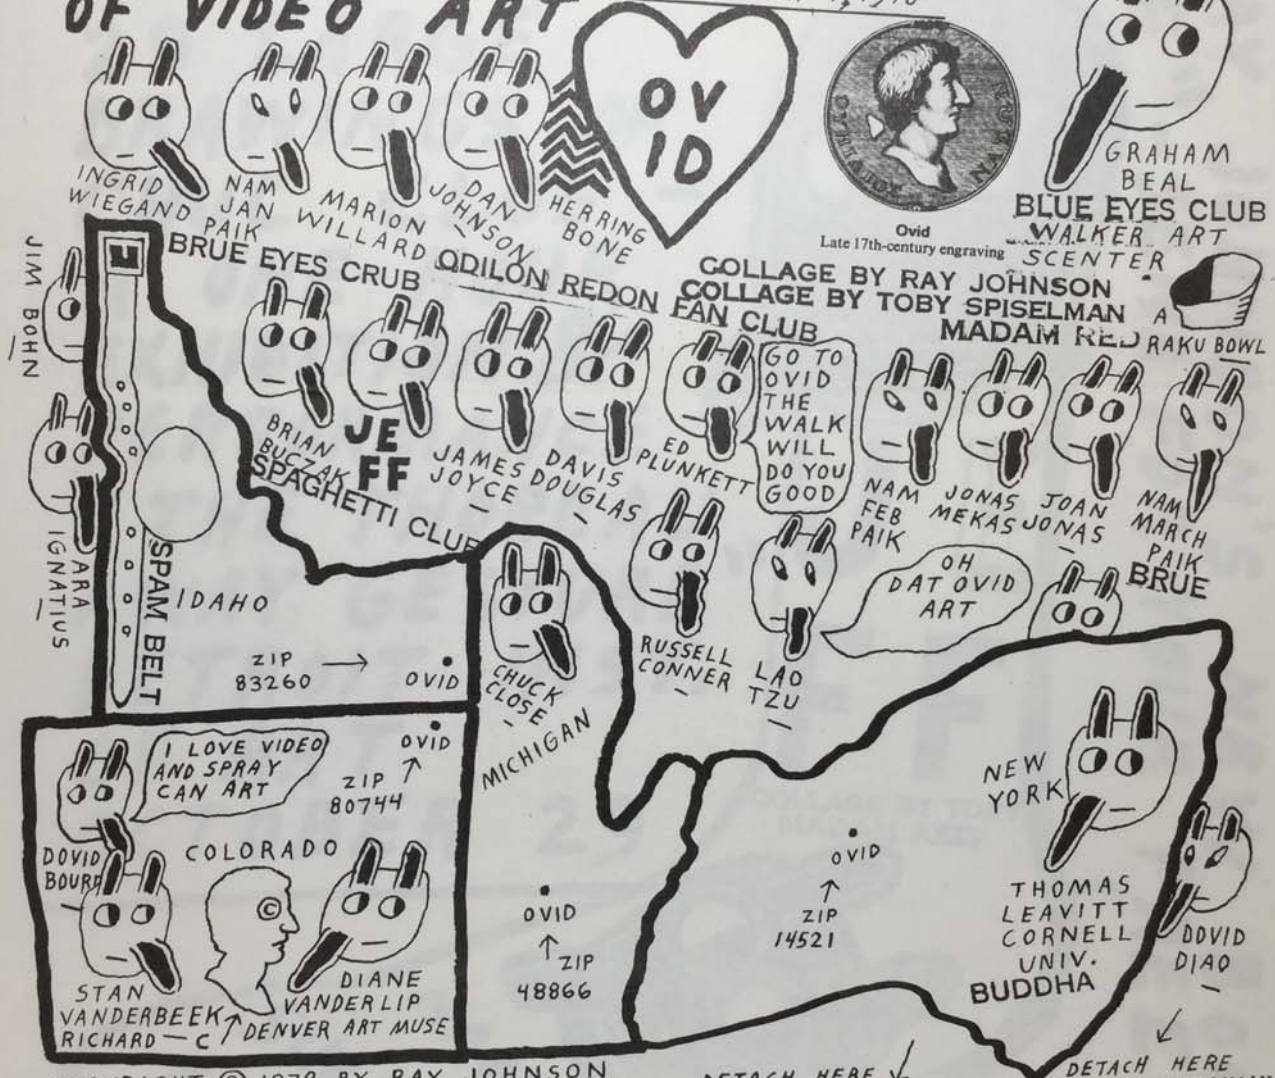 OF VIDEO ART
OV
ID
INGRID
WIEGAND
NAM
JAN
PAIK
MARION
WILLARD
DAN
JOHNSON
HERRING
BONE
Ovid
Late 17th-century engraving
GRAHAM
BEAL
BLUE EYES CLUB
WALKER ART
SCENTER
JIM BOHN
BRUE EYES CRUB
ODILON REDON FAN CLUB
COLLAGE BY RAY JOHNSON
COLLAGE BY TOBY SPISELMAN
MADAM RED
A
RAKU BOWL
BRIAN
BUCZAK
JE
FF
JAMES
JOYCE
DAVIS
DOUGLAS
ED
PLUNKETT
GO TO
OVID
THE
WALK
WILL
DO YOU
GOOD
NAM
FEB
PAIK
JONAS
MEKAS
JOAN
JONAS
NAM
MARCH
PAIK
BRUE
SPAGHETTI CLUB
ARA
IGNATIUS
SPAM BELT
IDAHO
ZIP →
83260
OVID
CHUCK
CLOSE
MICHIGAN
RUSSELL
CONNER
LAO
TZU
OH
DAT OVID
ART
I LOVE VIDEO
AND SPRAY
CAN ART
OVID
↑
ZIP
80744
DOVID
BOURD
COLORADO
©
STAN
VANDERBEEK
RICHARD — C
DIANE
VANDERLIP
DENVER ART MUSE
OVID
↑
ZIP
48866
OVID
↑
ZIP
14521
NEW
YORK
THOMAS
LEAVITT
CORNELL
UNIV.
BUDDHA
DOVID
DIAO
BY RAY JOHNSON
DETACH HERE
DETACH HERE